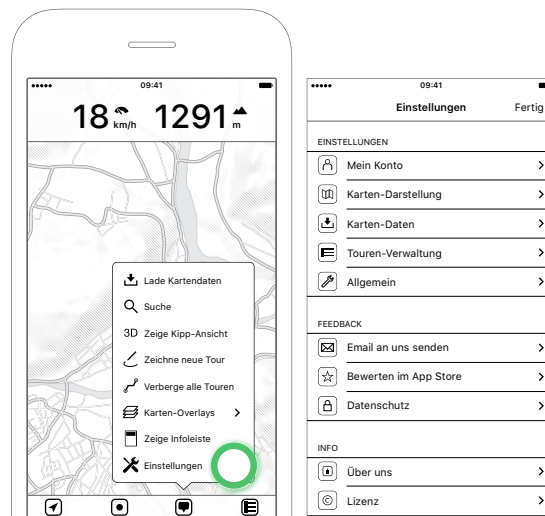 09:41
18 km/h 1291 m
Lade Kartendaten
Suche
3D Zeige Kipp-Ansicht
Zeichne neue Tour
Verberge alle Touren
Karten-Overlays
Zeige Infoleiste
Einstellungen
09:41
Einstellungen Fertig
EINSTELLUNGEN
Mein Konto
Karten-Darstellung
Karten-Daten
Touren-Verwaltung
Allgemein
FEEDBACK
Email an uns senden
Bewerten im App Store
Datenschutz
INFO
Über uns
© Lizenz